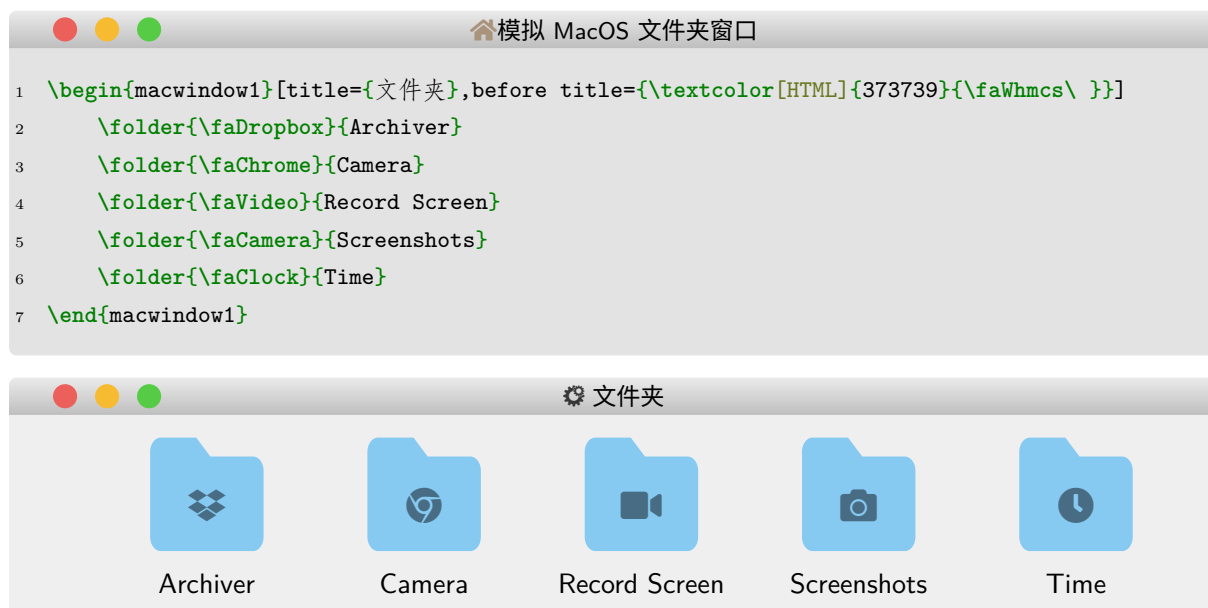 模拟 MacOS 文件夹窗口
1 \begin{macwindow1}[title={文件夹},before title={\textcolor[HTML]{373739}{\faWhmcs\ }}]
2 \folder{\faDropbox}{Archiver}
3 \folder{\faChrome}{Camera}
4 \folder{\faVideo}{Record Screen}
5 \folder{\faCamera}{Screenshots}
6 \folder{\faClock}{Time}
7 \end{macwindow1}
文件夹
Archiver Camera Record Screen Screenshots Time